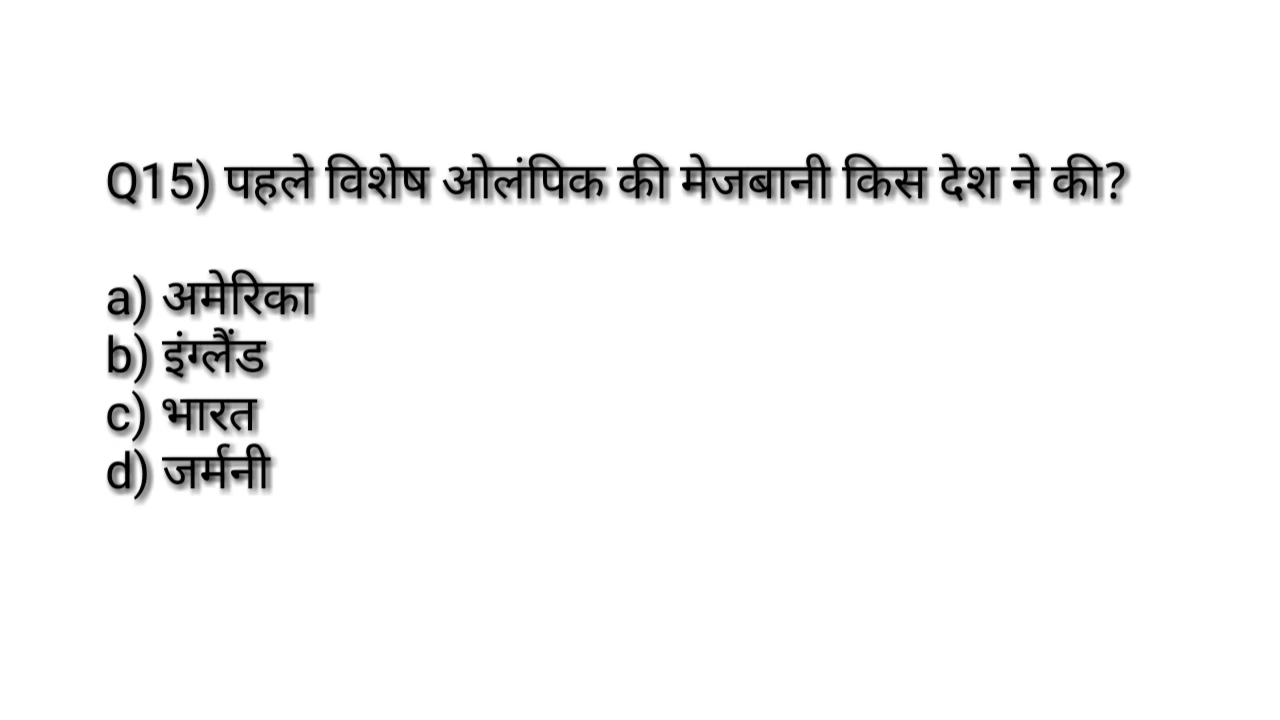 Q15) पहले विशेष ओलंपिक की मेजबानी किस देश ने की?
a) अमेरिका
b) इंग्लैंड
c) भारत
d) जर्मनी